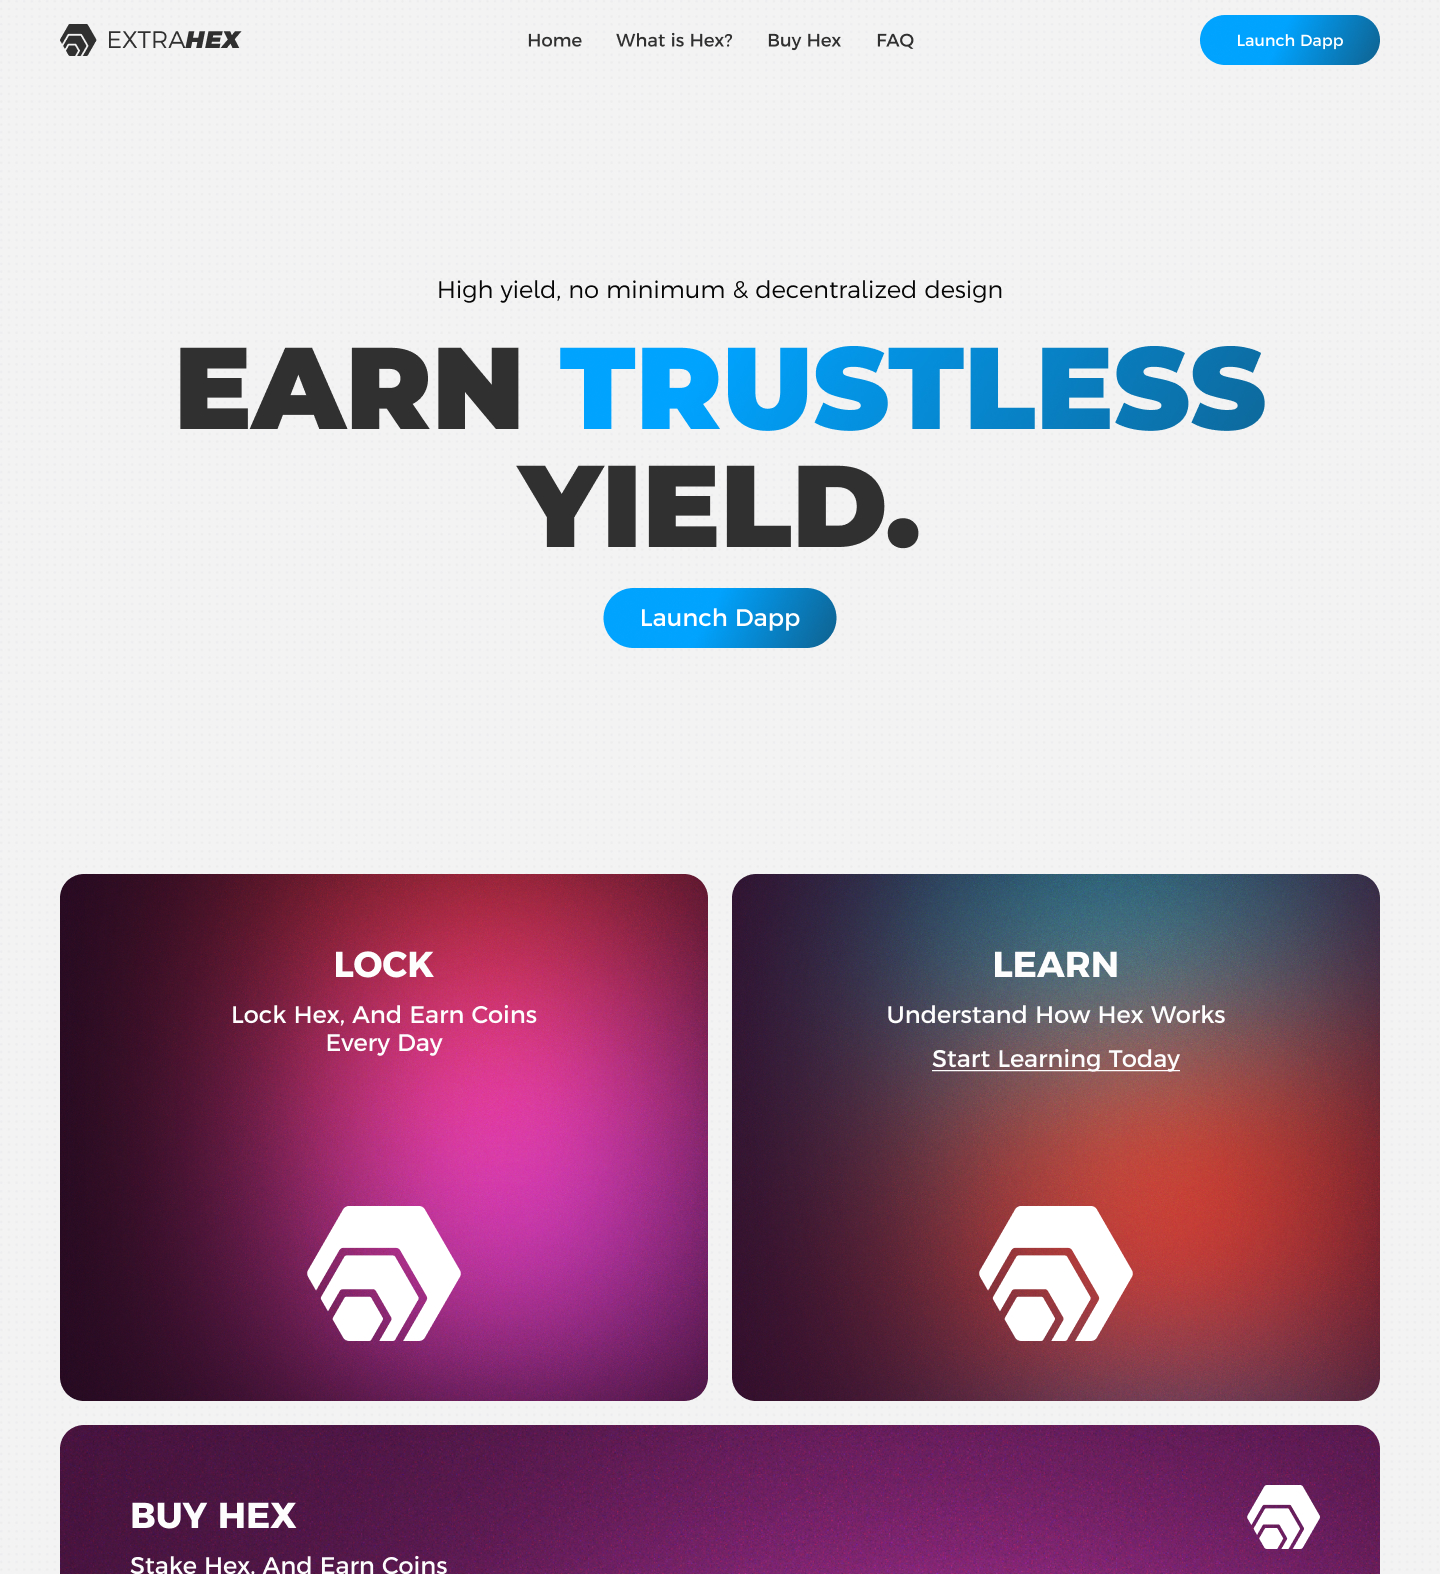 EXTRAHEX
Home
What is Hex?
Buy Hex
FAQ
Launch Dapp
High yield, no minimum & decentralized design
EARN TRUSTLESS
YIELD.
Launch Dapp
LOCK
Lock Hex, And Earn Coins
Every Day
LEARN
Understand How Hex Works
Start Learning Today
BUY HEX
Stake Hex, And Earn Coins